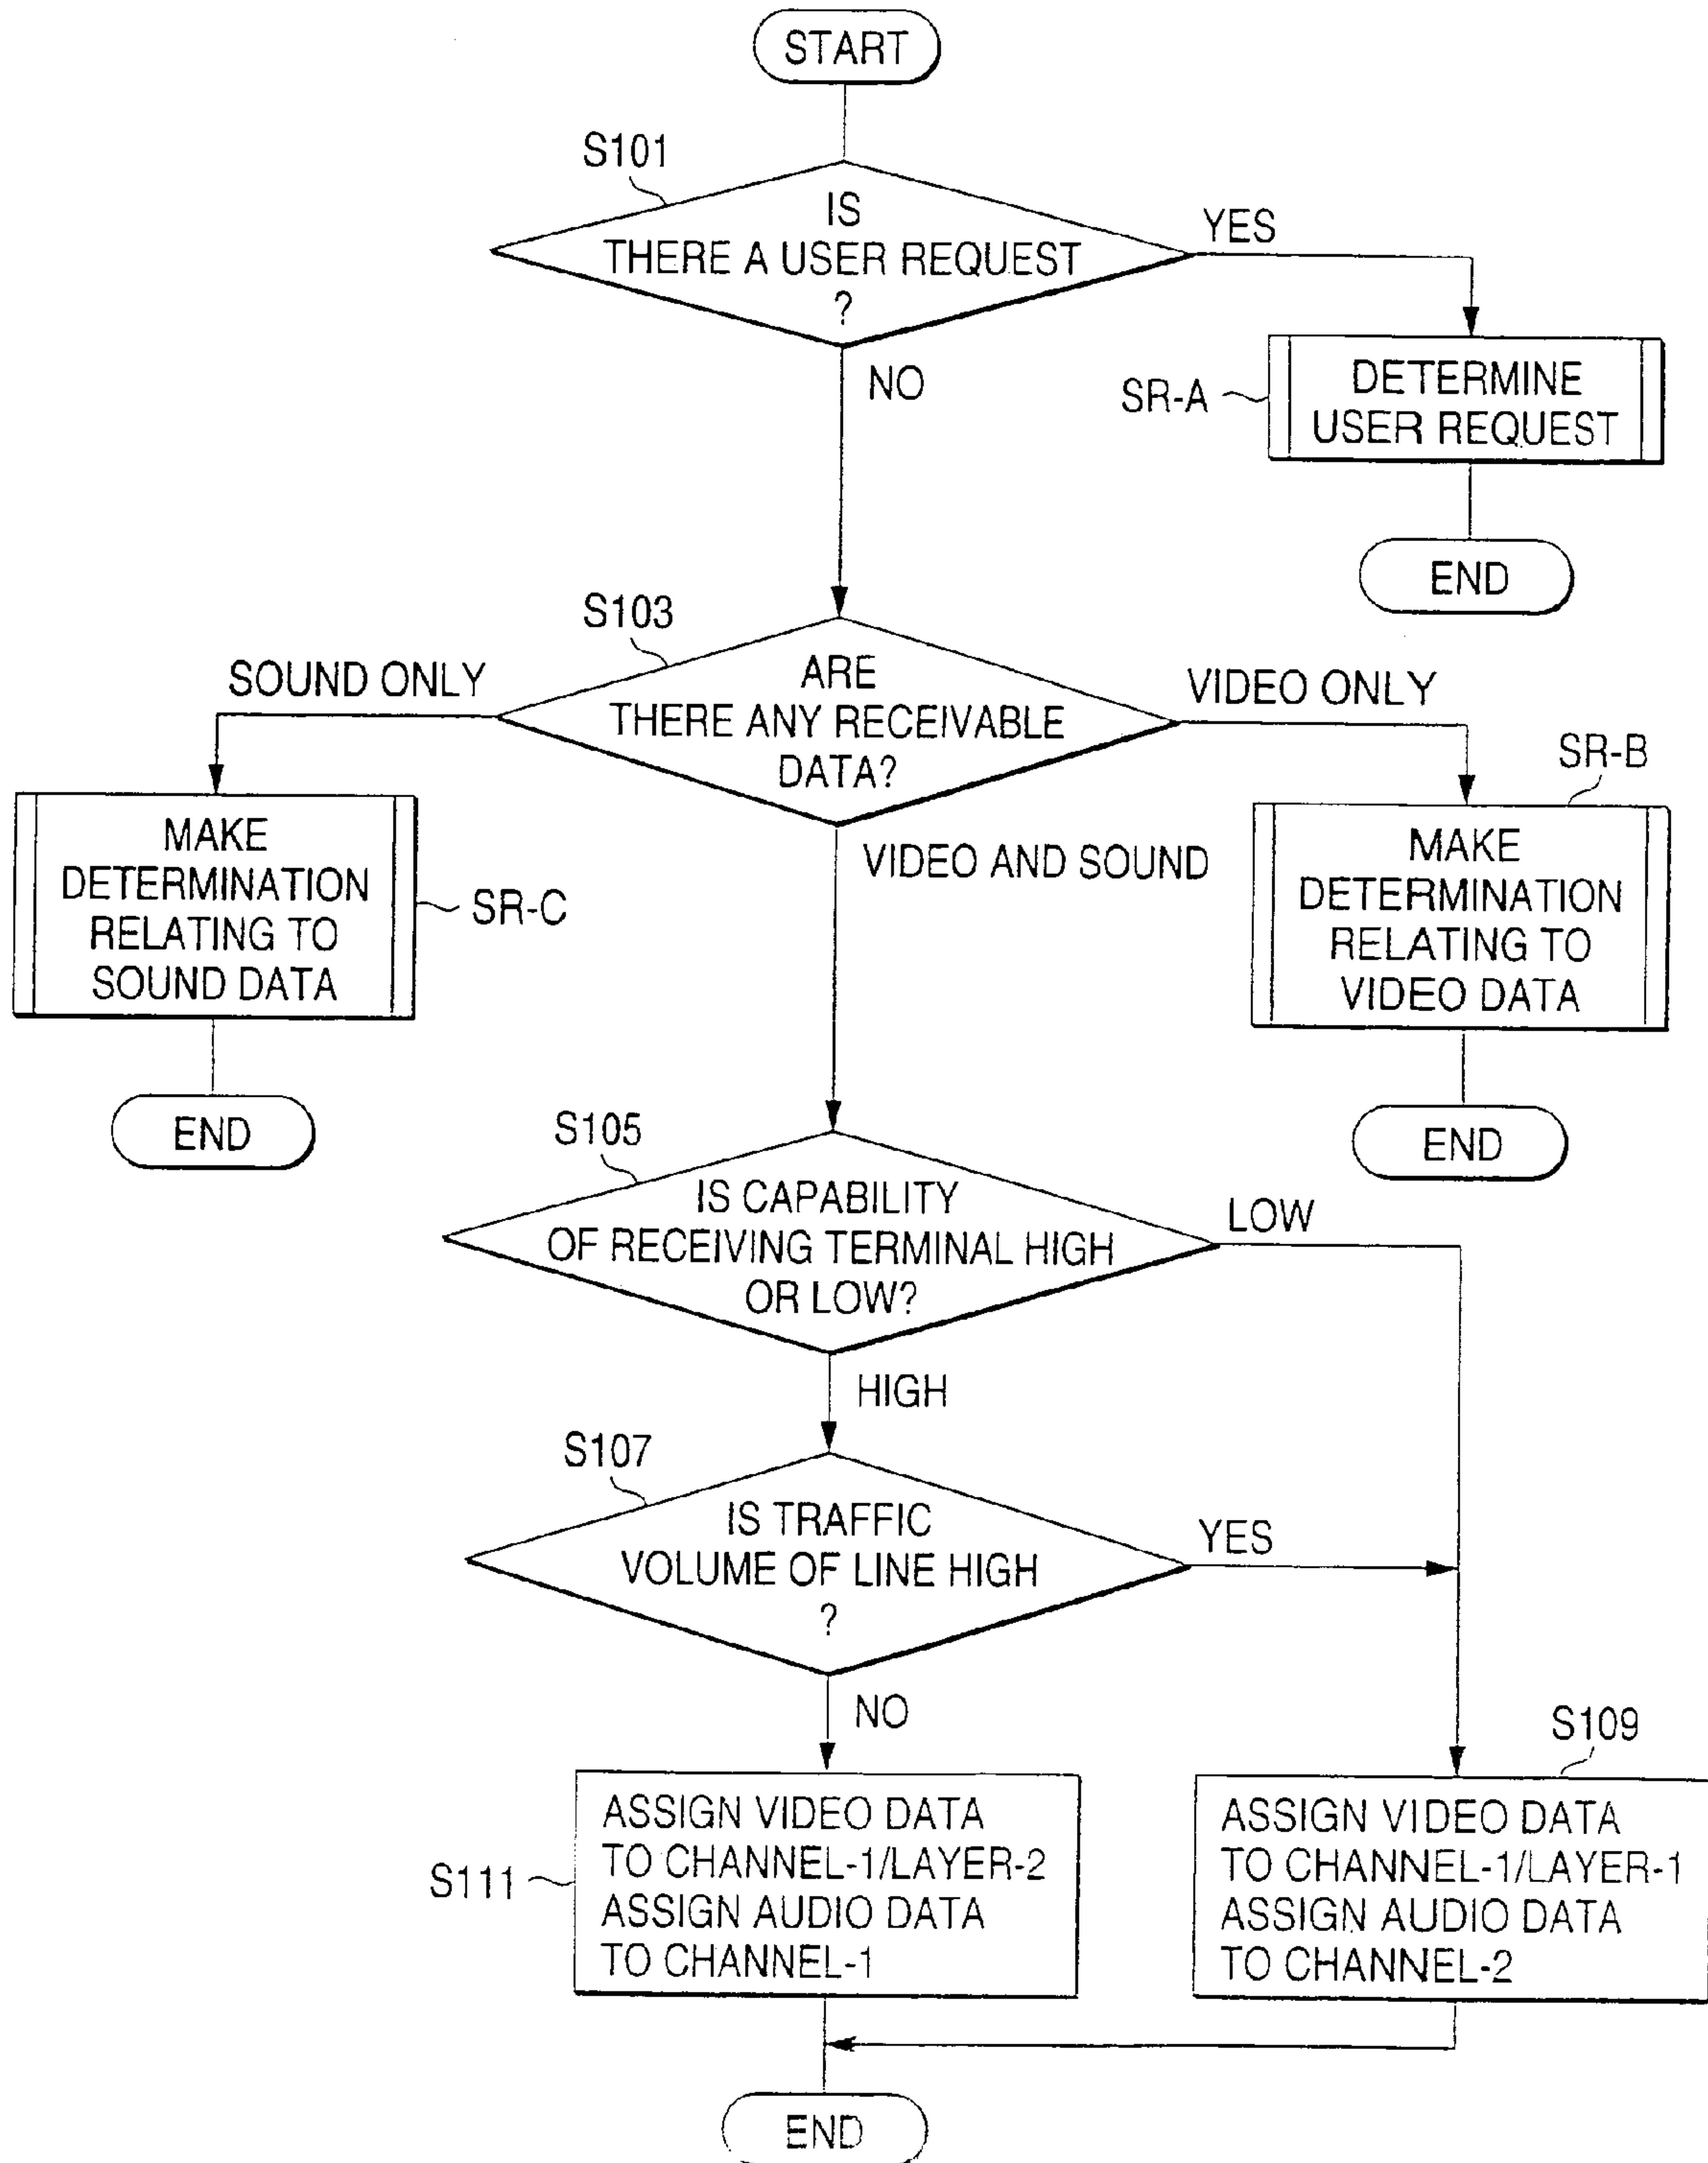 START
S101
IS
THERE A USER REQUEST
?
YES
NO
SR-A
DETERMINE
USER REQUEST
END
S103
ARE
THERE ANY RECEIVABLE
DATA?
SOUND ONLY
VIDEO ONLY
VIDEO AND SOUND
MAKE
DETERMINATION
RELATING TO
SOUND DATA
SR-C
END
SR-B
MAKE
DETERMINATION
RELATING TO
VIDEO DATA
END
S105
IS CAPABILITY
OF RECEIVING TERMINAL HIGH
OR LOW?
LOW
HIGH
S107
IS TRAFFIC
VOLUME OF LINE HIGH
?
YES
NO
S111
ASSIGN VIDEO DATA
TO CHANNEL-1/LAYER-2
ASSIGN AUDIO DATA
TO CHANNEL-1
S109
ASSIGN VIDEO DATA
TO CHANNEL-1/LAYER-1
ASSIGN AUDIO DATA
TO CHANNEL-2
END